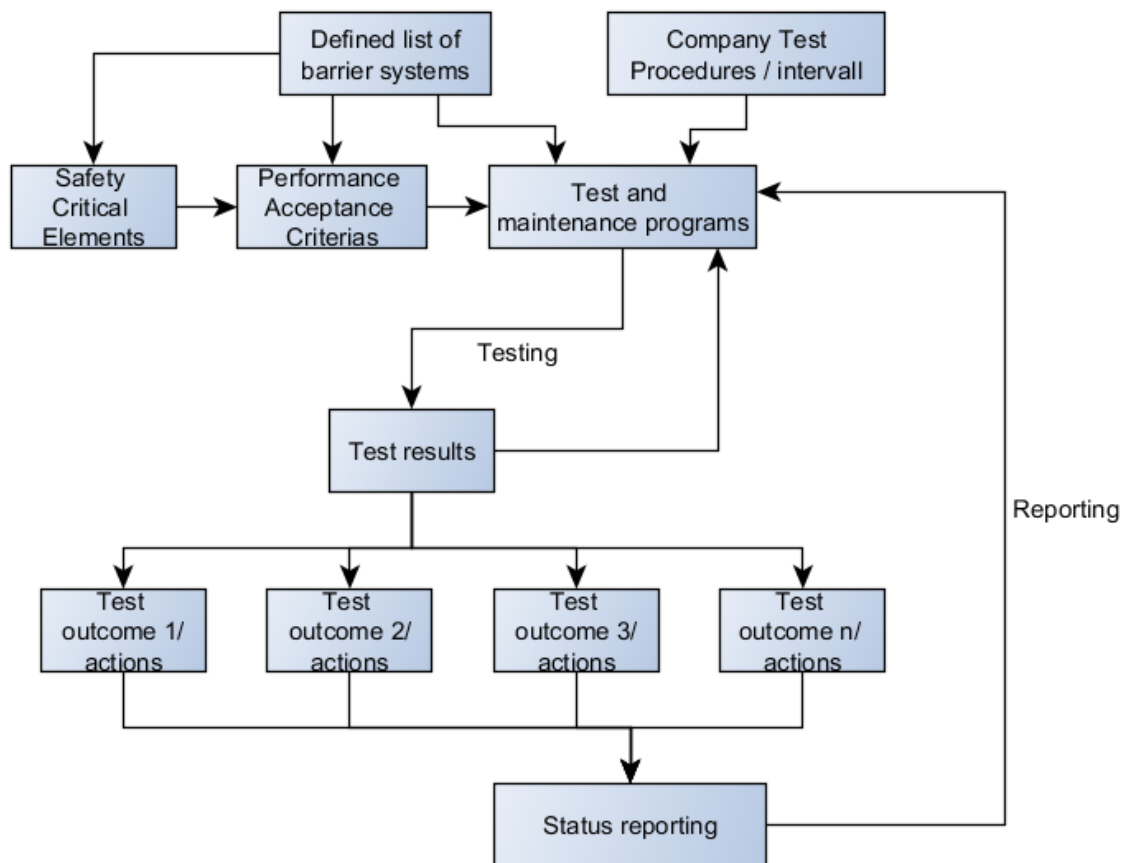 Defined list of
barrier systems
Company Test
Procedures / intervall
Safety
Critical
Elements
Performance
Acceptance
Criterias
Test and
maintenance programs
Testing
Test results
Reporting
Test
outcome 1/
actions
Test
outcome 2/
actions
Test
outcome 3/
actions
Test
outcome n/
actions
Status reporting